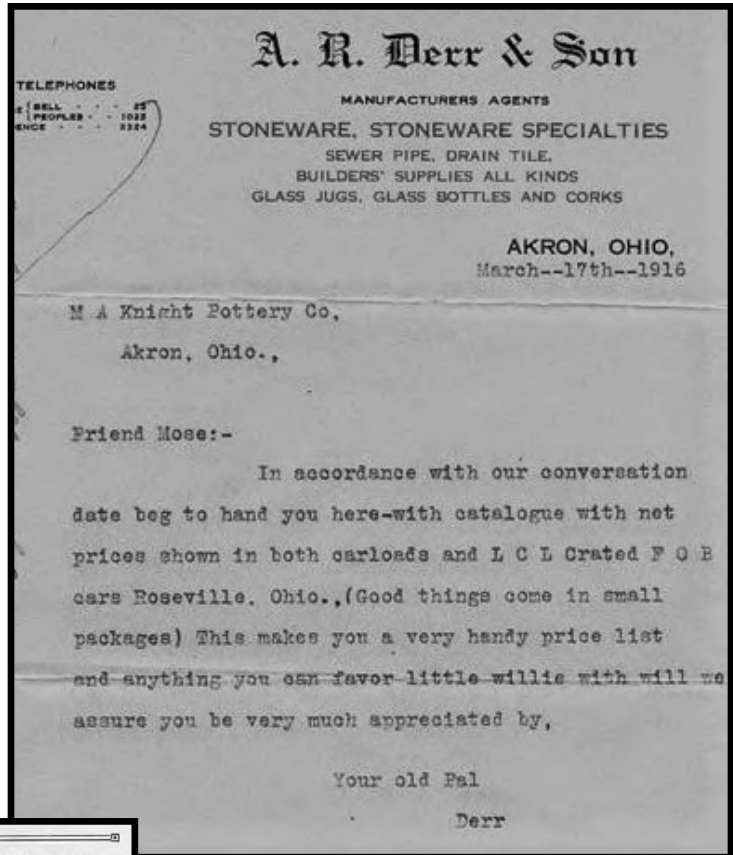 A. R. Derr & Son
TELEPHONES
BELL - - - 25
PEOPLES - - 1023
ENCE - - - 2324
MANUFACTURERS AGENTS
STONEWARE, STONEWARE SPECIALTIES
SEWER PIPE, DRAIN TILE,
BUILDERS' SUPPLIES ALL KINDS
GLASS JUGS, GLASS BOTTLES AND CORKS
AKRON, OHIO,
March--17th--1916
M A Knight Pottery Co,
Akron, Ohio.,
Friend Mose:-
In accordance with our conversation
date beg to hand you here-with catalogue with net
prices shown in both carloads and L C L Crated F O B
cars Roseville, Ohio.,(Good things come in small
packages) This makes you a very handy price list
and anything you can favor little willie with will we
assure you be very much appreciated by,
Your old Pal
Derr